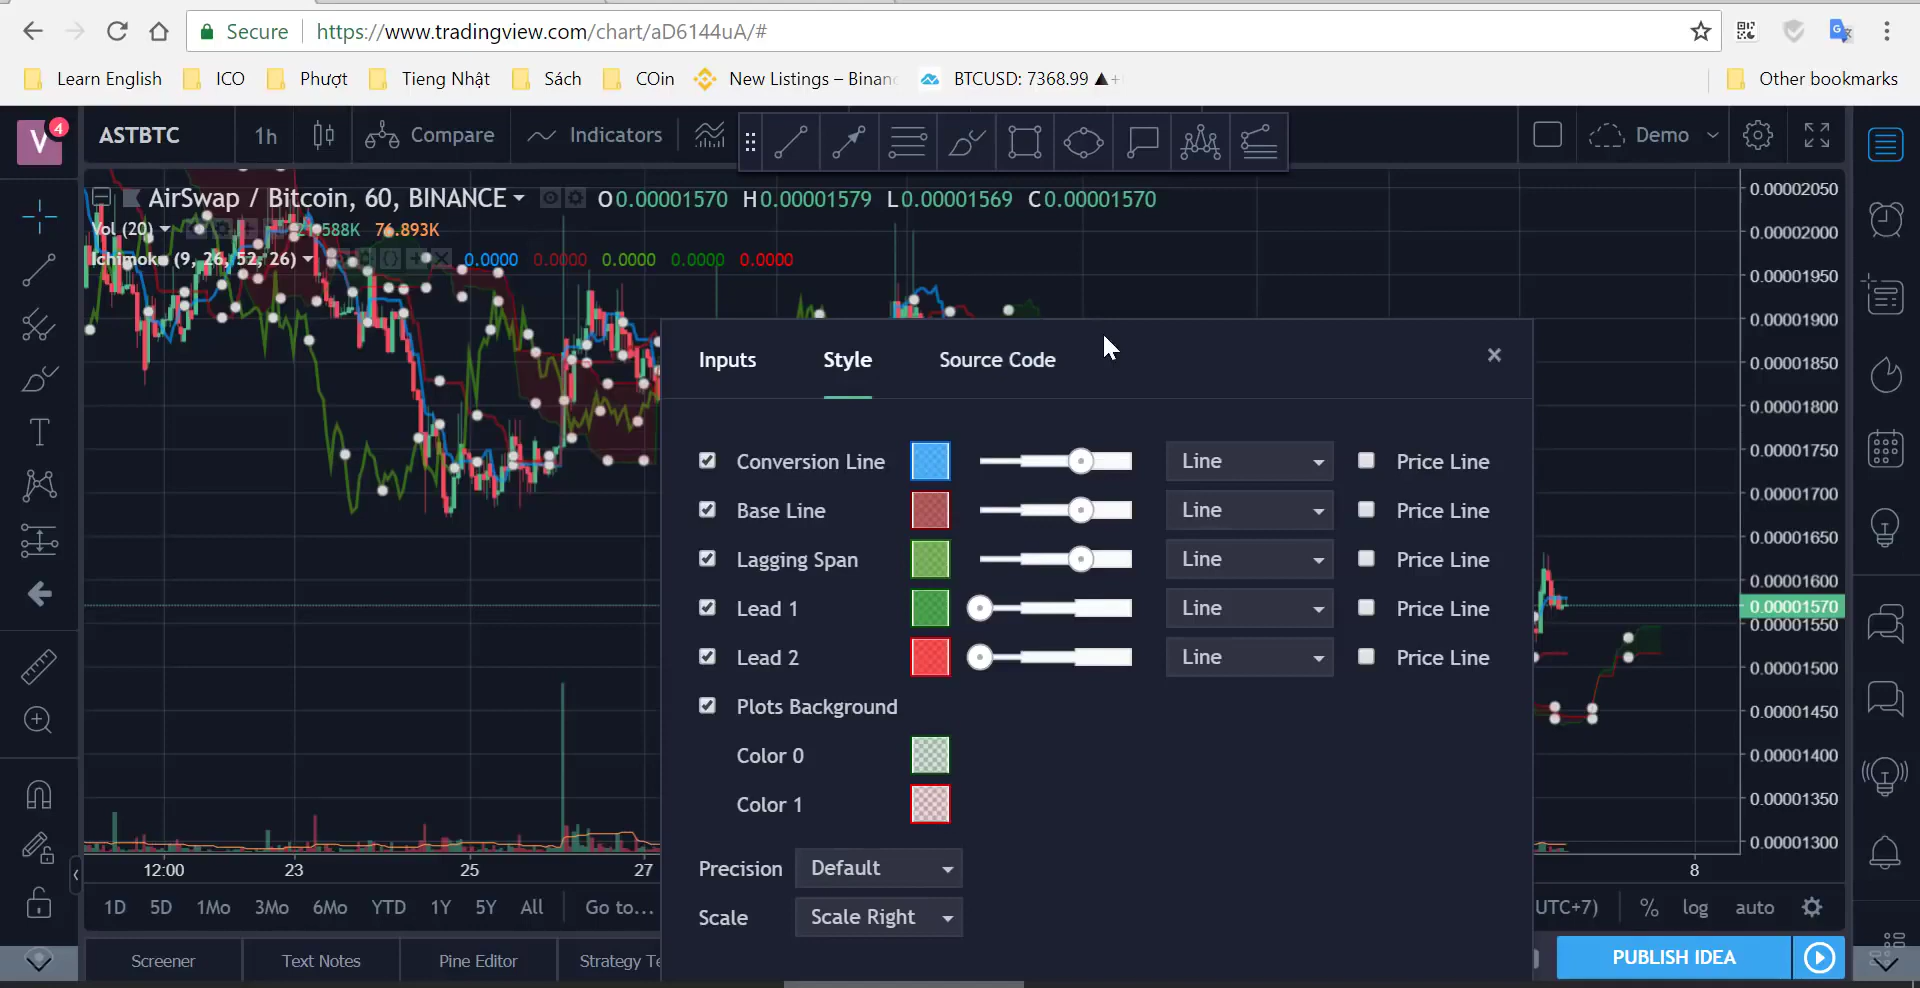 Secure https://www.tradingview.com/chart/aD6144uA/#
Learn English ICO Phượt Tieng Nhật Sách COin New Listings – Binanc BTCUSD: 7368.99 ▲+ Other bookmarks
V 4 ASTBTC 1h Compare Indicators Demo
AirSwap / Bitcoin, 60, BINANCE O0.00001570 H0.00001579 L0.00001569 C0.00001570
Vol (20) 76.893K
Ichimoku (9, 26, 52, 26) 0.0000 0.0000 0.0000 0.0000 0.0000
0.00002050
0.00002000
0.00001950
0.00001900
0.00001850
0.00001800
0.00001750
0.00001700
0.00001650
0.00001600
0.00001570
0.00001550
0.00001500
0.00001450
0.00001400
0.00001350
0.00001300
Inputs Style Source Code ×
Conversion Line Line Price Line
Base Line Line Price Line
Lagging Span Line Price Line
Lead 1 Line Price Line
Lead 2 Line Price Line
Plots Background
Color 0
Color 1
Precision Default
Scale Scale Right
12:00 23 25 27 8
1D 5D 1Mo 3Mo 6Mo YTD 1Y 5Y All Go to... UTC+7) % log auto
Screener Text Notes Pine Editor Strategy Te PUBLISH IDEA